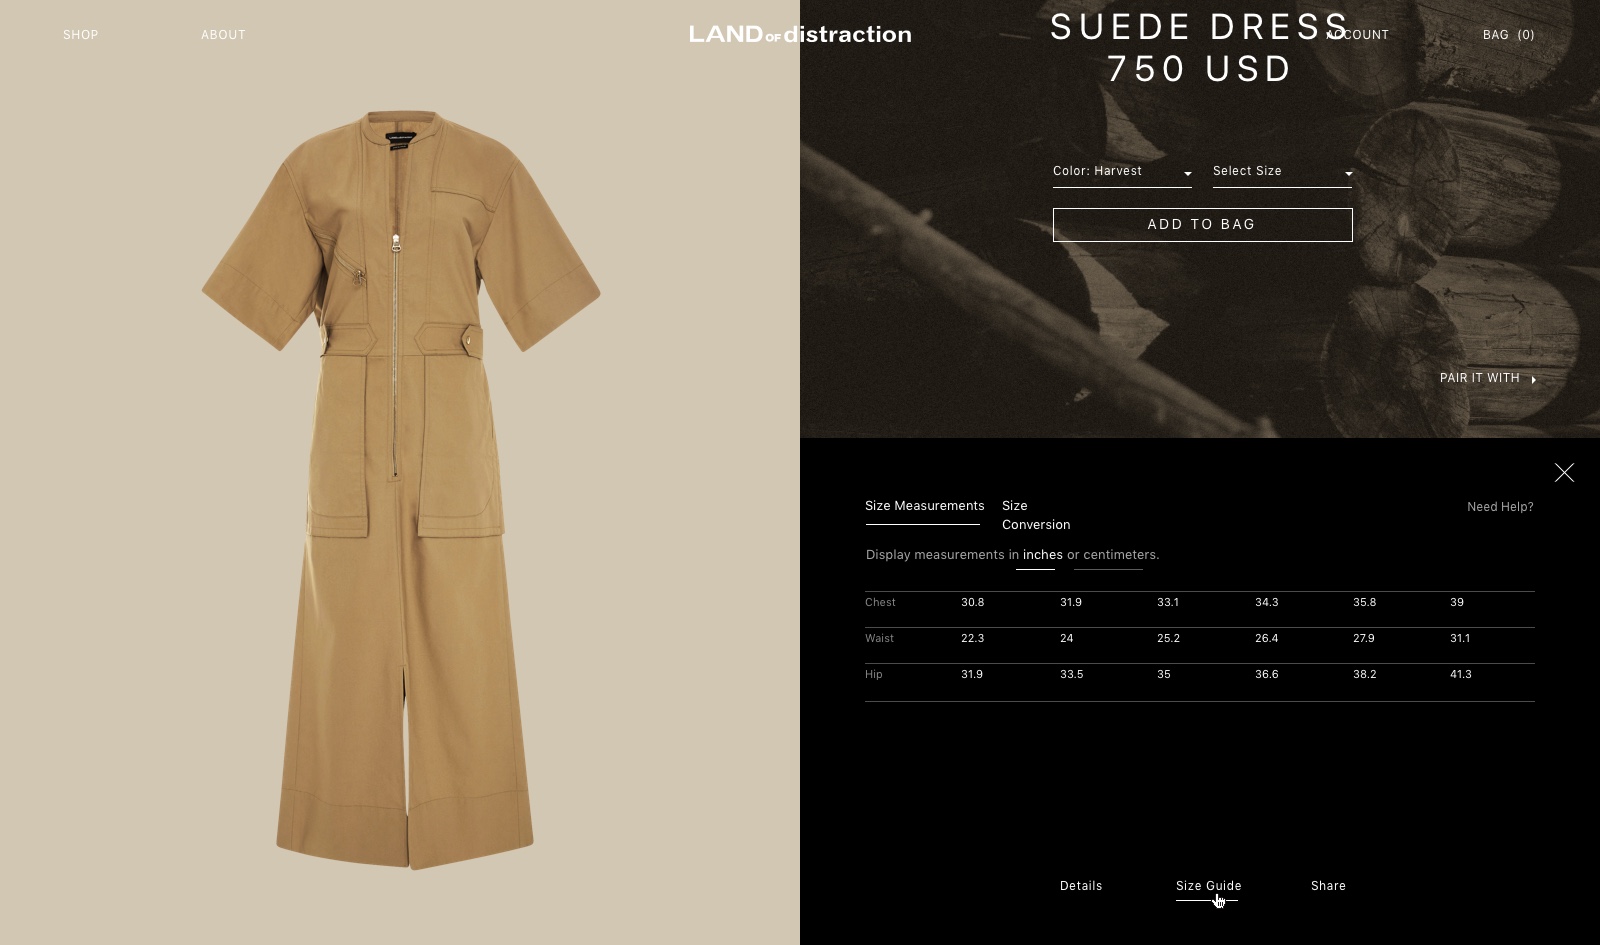 SHOP
ABOUT
LAND OF distraction
ACCOUNT
BAG (0)
SUEDE DRESS
750 USD
Color: Harvest
Select Size
ADD TO BAG
PAIR IT WITH
Size Measurements
Size
Conversion
Need Help?
Display measurements in inches or centimeters.
Chest 30.8 31.9 33.1 34.3 35.8 39
Waist 22.3 24 25.2 26.4 27.9 31.1
Hip 31.9 33.5 35 36.6 38.2 41.3
Details
Size Guide
Share